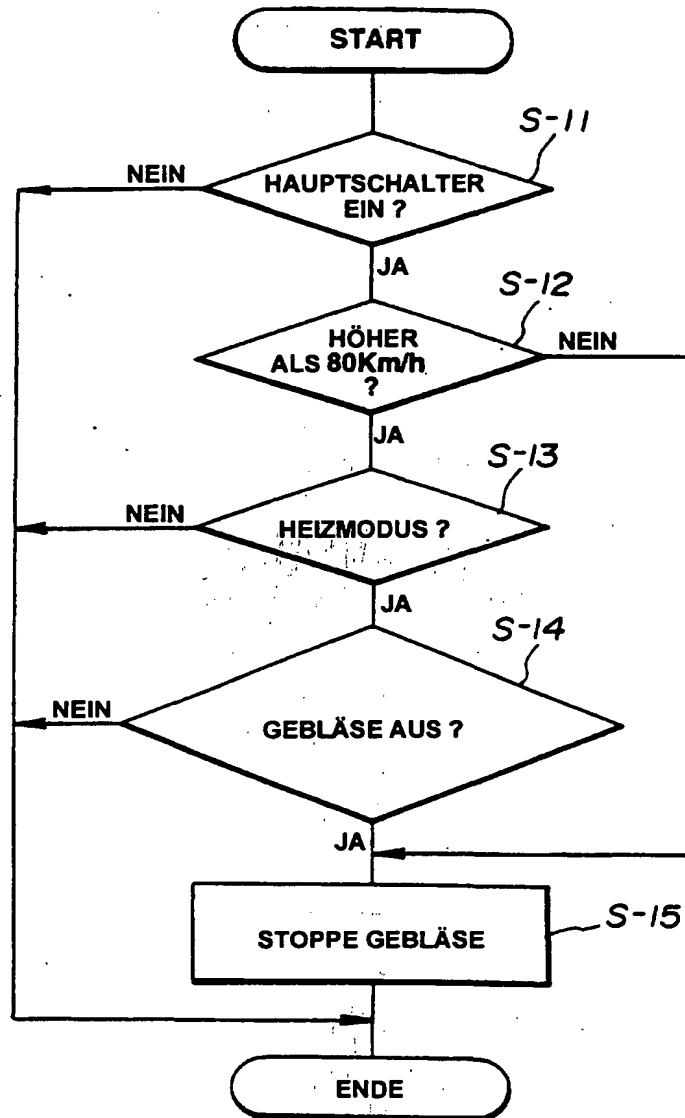 START
S-11
NEIN
HAUPTSCHALTER
EIN ?
JA
S-12
HÖHER
ALS 80Km/h
?
NEIN
JA
S-13
NEIN
HEIZMODUS ?
JA
S-14
NEIN
GEBLÄSE AUS ?
JA
STOPPE GEBLÄSE
S-15
ENDE